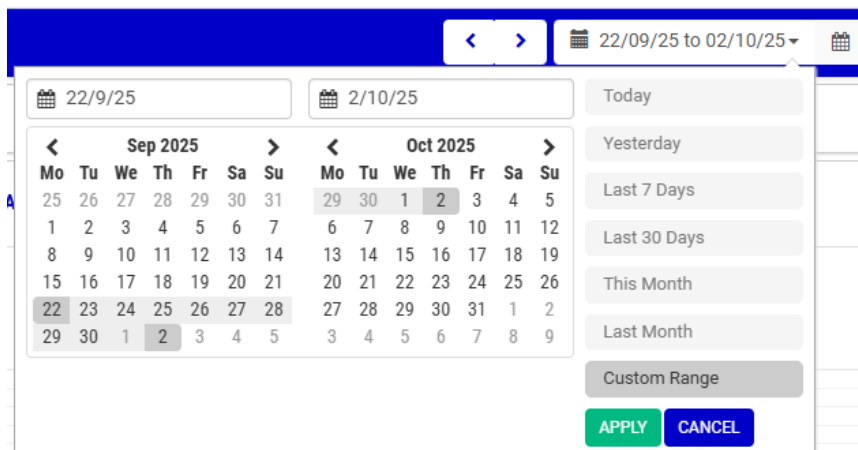 22/09/25 to 02/10/25
22/9/25
2/10/25
Sep 2025
Mo Tu We Th Fr Sa Su
25 26 27 28 29 30 31
1 2 3 4 5 6 7
8 9 10 11 12 13 14
15 16 17 18 19 20 21
22 23 24 25 26 27 28
29 30 1 2 3 4 5
Oct 2025
Mo Tu We Th Fr Sa Su
29 30 1 2 3 4 5
6 7 8 9 10 11 12
13 14 15 16 17 18 19
20 21 22 23 24 25 26
27 28 29 30 31 1 2
3 4 5 6 7 8 9
Today
Yesterday
Last 7 Days
Last 30 Days
This Month
Last Month
Custom Range
APPLY
CANCEL